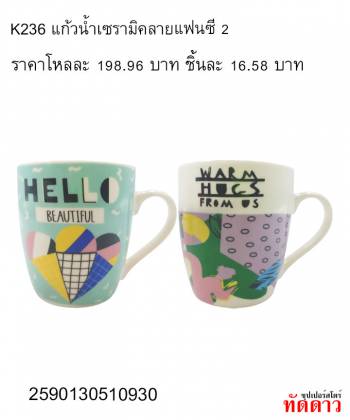 K236 แก้วน้ำเซรามิคลายแฟนซี 2
ราคาโหลละ 198.96 บาท ชิ้นละ 16.58 บาท
HELLO
BEAUTIFUL
WARM
HUGS
FROM US
2590130510930
ซุปเปอร์สโตร์
ทัดดาว